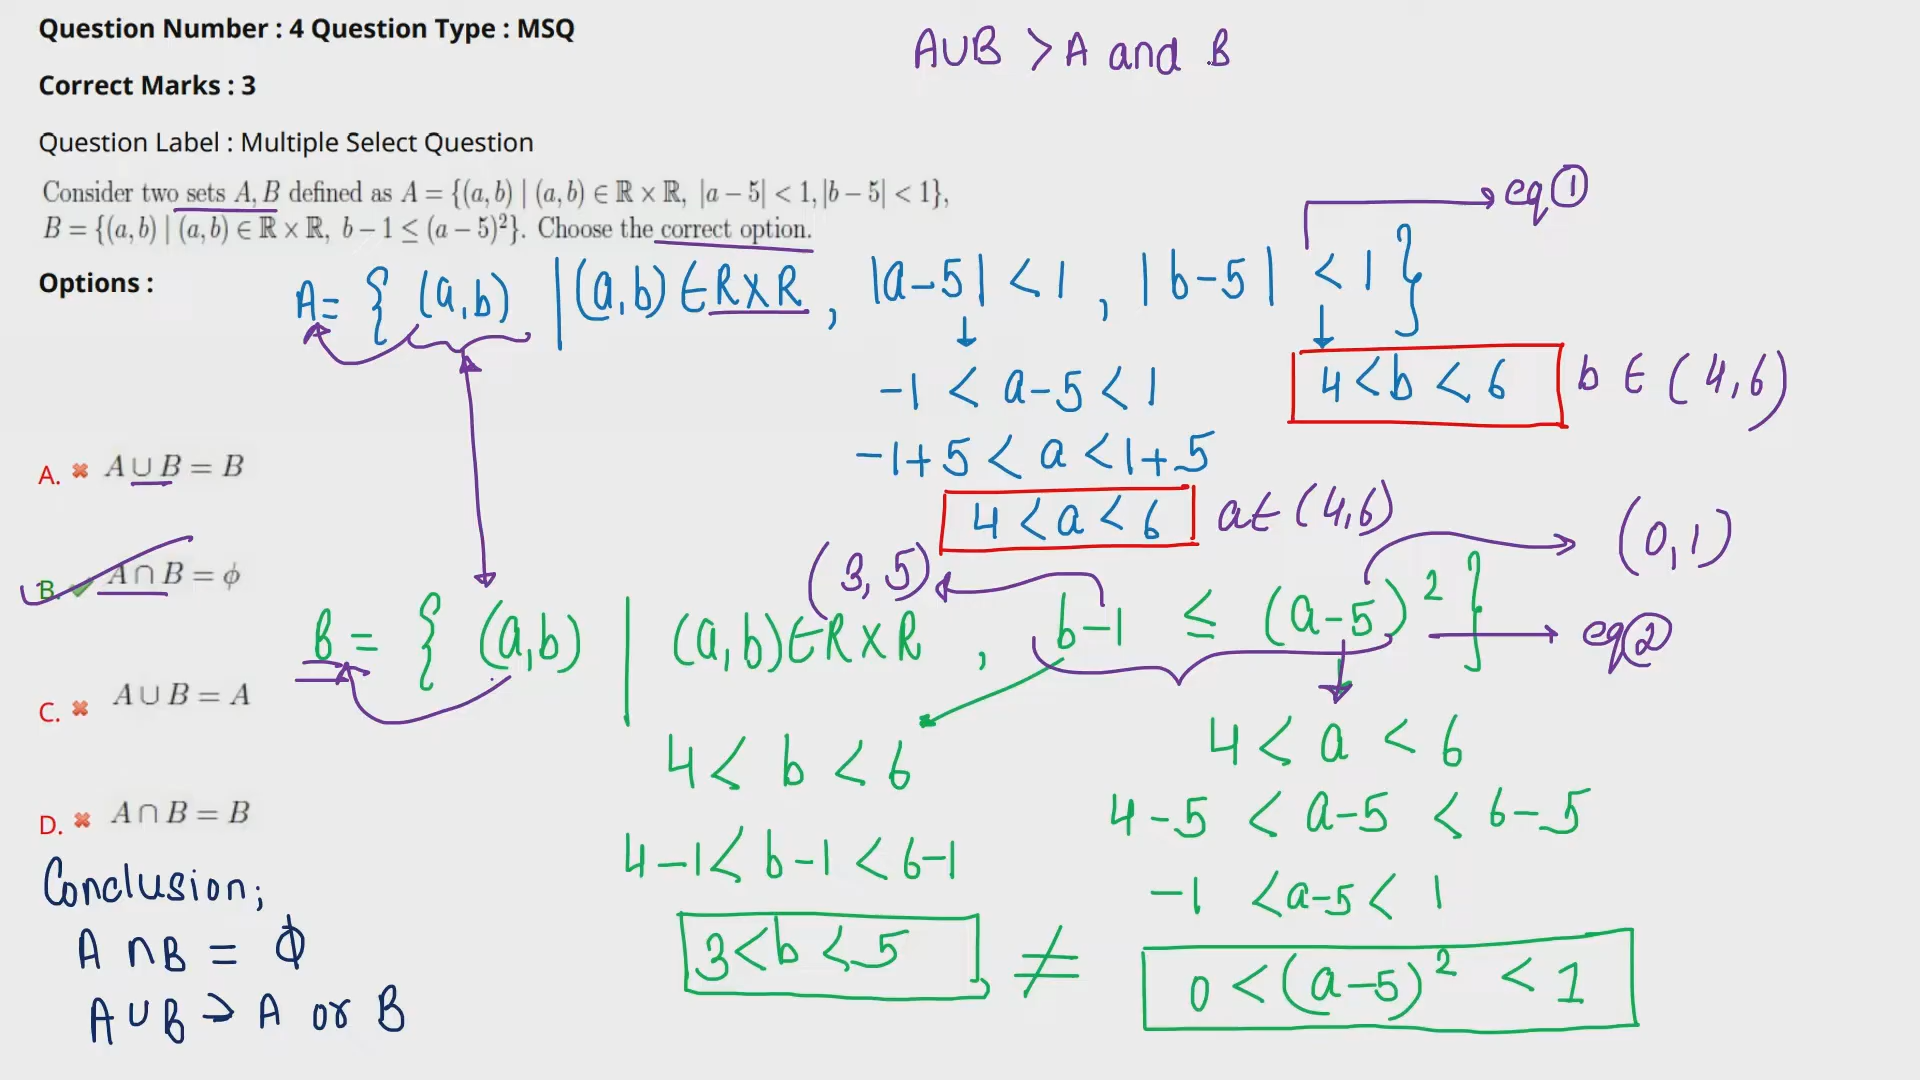 Question Number : 4 Question Type : MSQ
A∪B > A and B
Correct Marks : 3
Question Label : Multiple Select Question
Consider two sets A, B defined as A = {(a, b) | (a, b) ∈ ℝ × ℝ, |a − 5| < 1, |b − 5| < 1},
B = {(a, b) | (a, b) ∈ ℝ × ℝ, b − 1 ≤ (a − 5)²}. Choose the correct option.
eq ①
Options :
A = { (a,b) | (a,b) ∈ R×R , |a−5| < 1 , |b−5| < 1 }
−1 < a−5 < 1
4 < b < 6 b ∈ (4,6)
−1+5 < a < 1+5
4 < a < 6 a ∈ (4,6)
A. A ∪ B = B
B. A ∩ B = ϕ
C. A ∪ B = A
D. A ∩ B = B
(3,5) (0,1)
B = { (a,b) | (a,b) ∈ R×R , b−1 ≤ (a−5)² } eq ②
4 < b < 6
4−1 < b−1 < 6−1
3 < b < 5 ≠
4 < a < 6
4−5 < a−5 < 6−5
−1 < a−5 < 1
0 < (a−5)² < 1
Conclusion;
A ∩ B = ϕ
A ∪ B > A or B